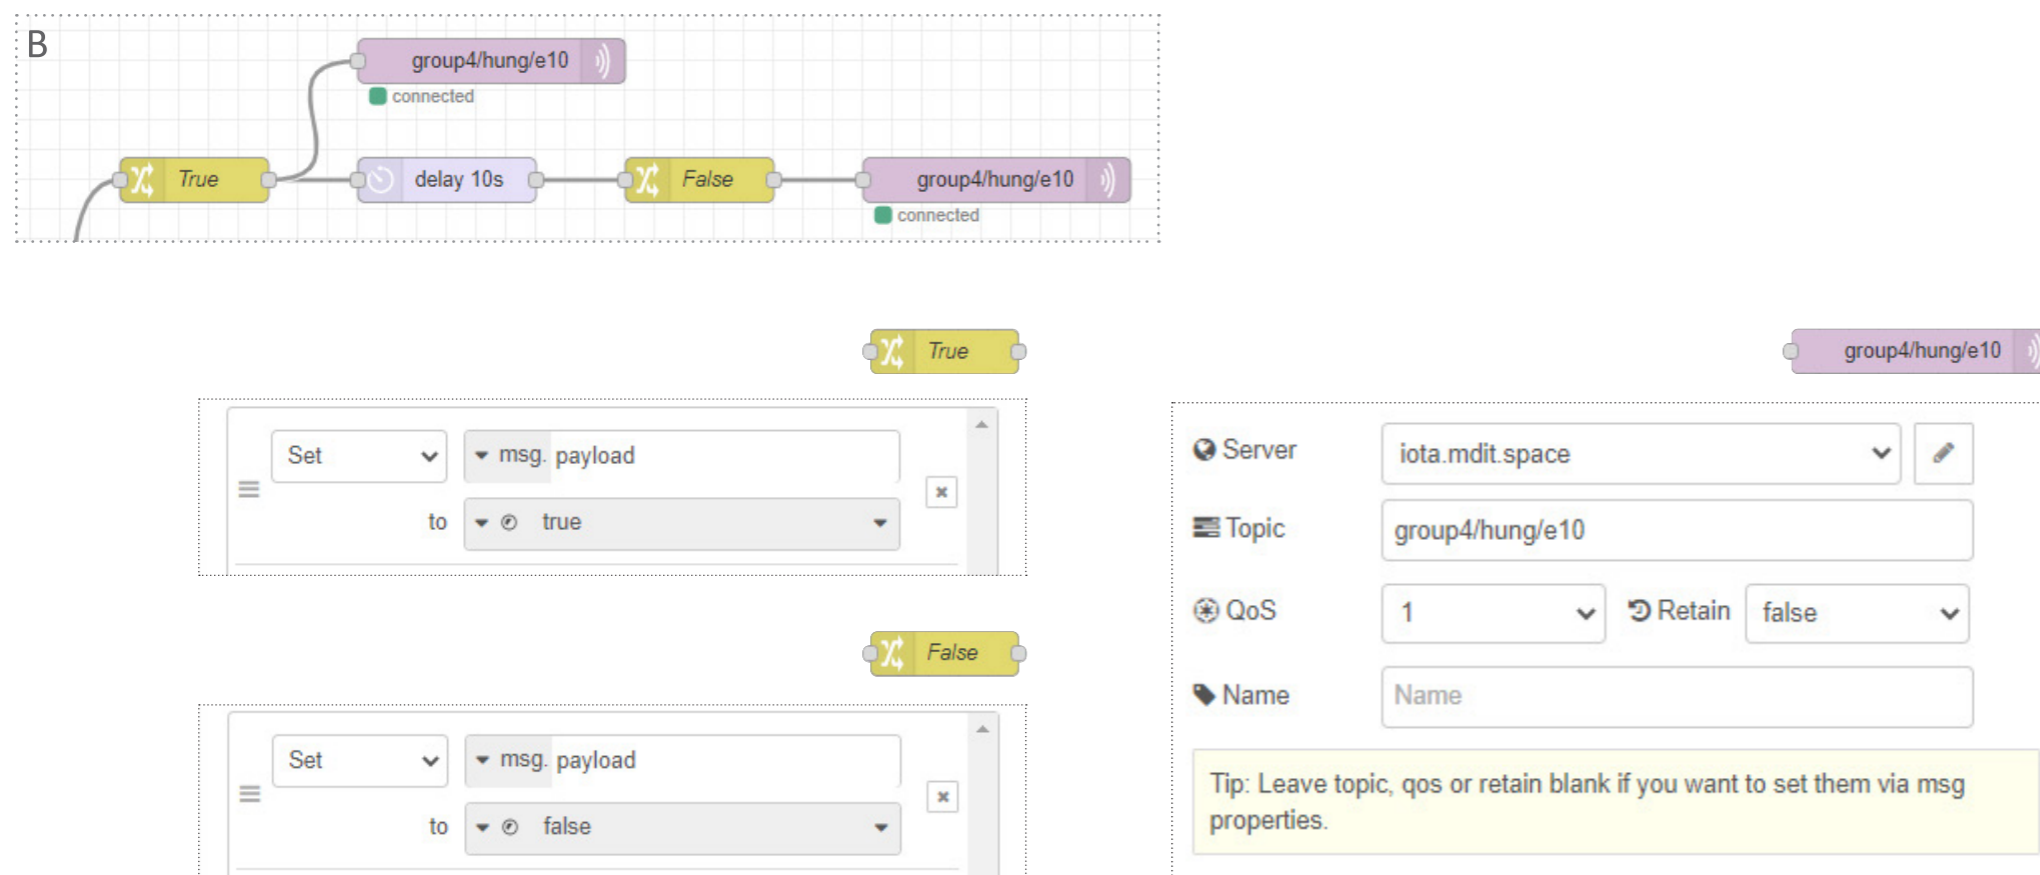 B
group4/hung/e10
connected
True
delay 10s
False
group4/hung/e10
connected
True
Set
msg. payload
to
true
False
Set
msg. payload
to
false
group4/hung/e10
Server
iota.mdit.space
Topic
group4/hung/e10
QoS
1
Retain
false
Name
Name
Tip: Leave topic, qos or retain blank if you want to set them via msg
properties.